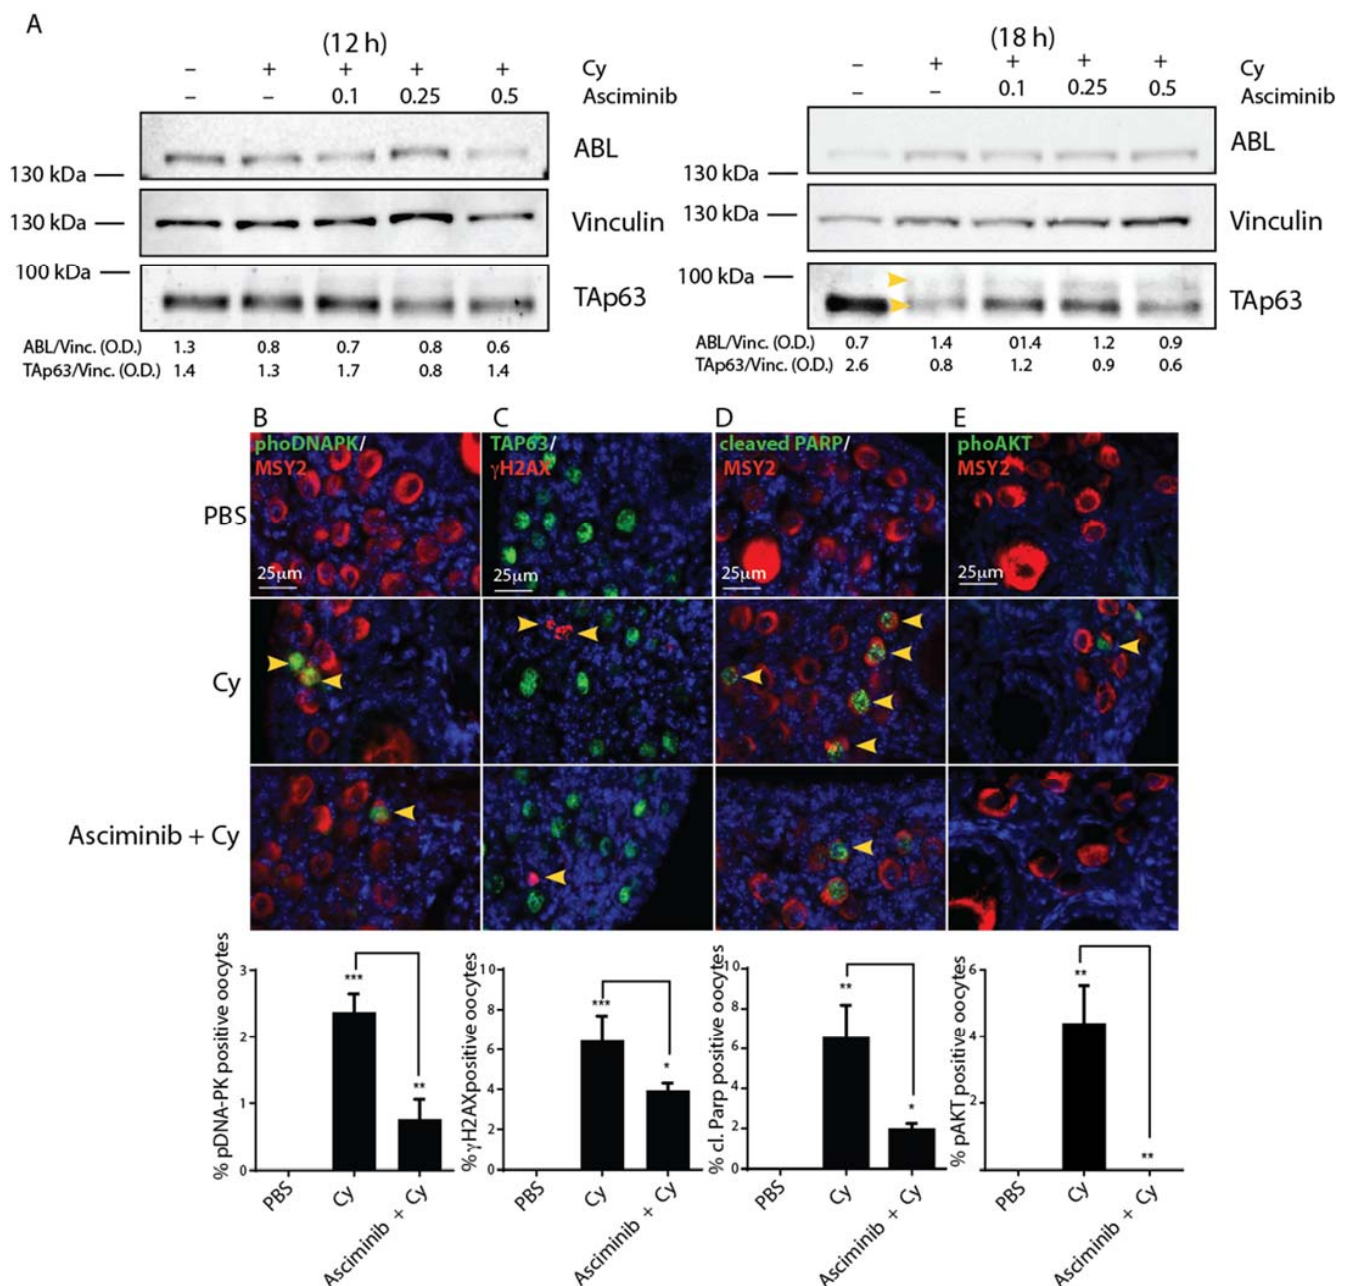 A
(12 h)
– + + + + Cy
– – 0.1 0.25 0.5 Asciminib
ABL
130 kDa
130 kDa
Vinculin
100 kDa
TAp63
ABL/Vinc. (O.D.) 1.3 0.8 0.7 0.8 0.6
TAp63/Vinc. (O.D.) 1.4 1.3 1.7 0.8 1.4
(18 h)
– + + + + Cy
– – 0.1 0.25 0.5 Asciminib
ABL
130 kDa
130 kDa
Vinculin
100 kDa
TAp63
ABL/Vinc. (O.D.) 0.7 1.4 01.4 1.2 0.9
TAp63/Vinc. (O.D.) 2.6 0.8 1.2 0.9 0.6
B C D E
phoDNAPK/
MSY2
TAP63/
γH2AX
cleaved PARP/
MSY2
phoAKT
MSY2
PBS
25μm
25μm
25μm
25μm
Cy
Asciminib + Cy
% pDNA-PK positive oocytes
3
2
1
0
***
**
PBS
Cy
Asciminib + Cy
% γH2AXpositive oocytes
10
8
6
4
2
0
***
*
PBS
Cy
Asciminib + Cy
% cl. Parp positive oocytes
10
8
6
4
2
0
**
*
PBS
Cy
Asciminib + Cy
% pAKT positive oocytes
6
4
2
0
**
**
PBS
Cy
Asciminib + Cy